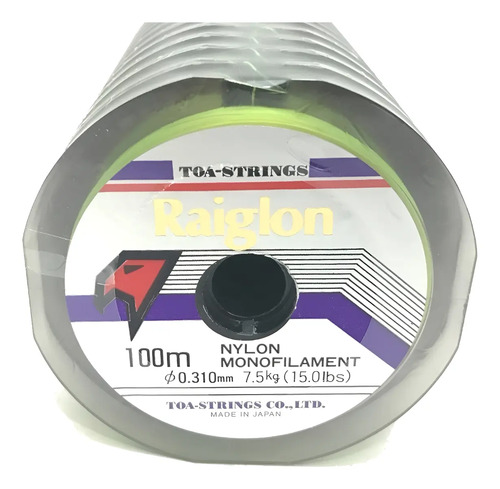 TOA-STRINGS
Raiglon
100m
NYLON
MONOFILAMENT
φ0.310mm 7.5kg (15.0lbs)
TOA-STRINGS CO.,LTD.
MADE IN JAPAN